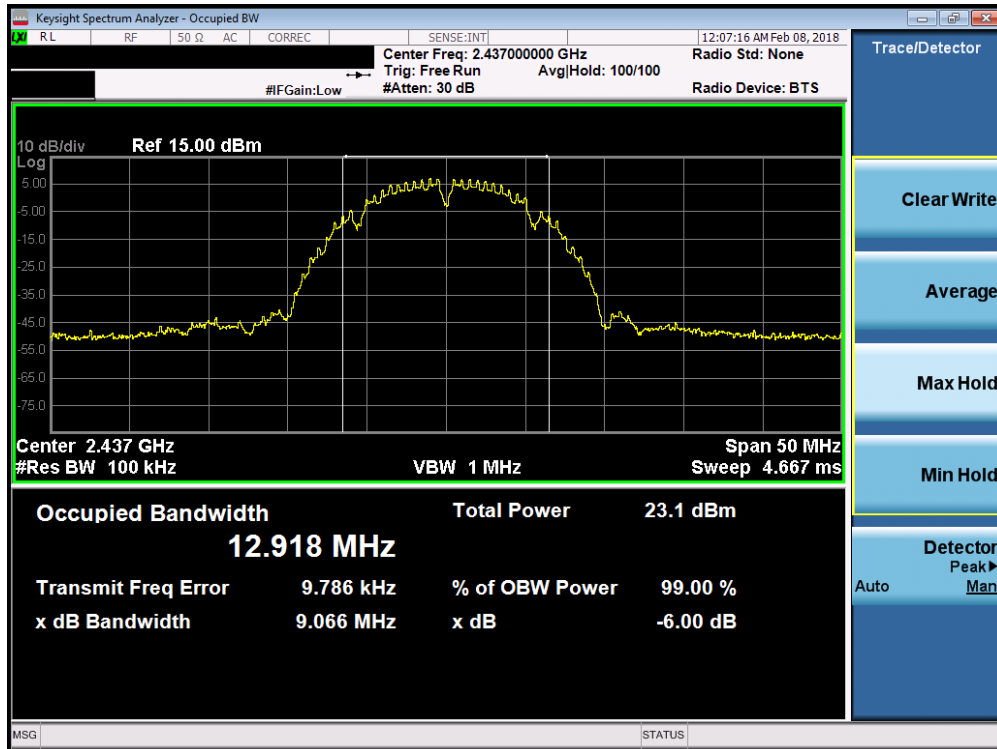 Keysight Spectrum Analyzer - Occupied BW
LXI RL RF 50 Ω AC CORREC SENSE:INT 12:07:16 AM Feb 08, 2018
Center Freq: 2.437000000 GHz Radio Std: None
Trig: Free Run Avg|Hold: 100/100
#IFGain:Low #Atten: 30 dB Radio Device: BTS
10 dB/div Ref 15.00 dBm
Log
5.00
-5.00
-15.0
-25.0
-35.0
-45.0
-55.0
-65.0
-75.0
Center 2.437 GHz Span 50 MHz
#Res BW 100 kHz VBW 1 MHz Sweep 4.667 ms
Occupied Bandwidth Total Power 23.1 dBm
12.918 MHz
Transmit Freq Error 9.786 kHz % of OBW Power 99.00 %
x dB Bandwidth 9.066 MHz x dB -6.00 dB
MSG STATUS
Trace/Detector
Clear Write
Average
Max Hold
Min Hold
Detector
Peak▶
Auto Man